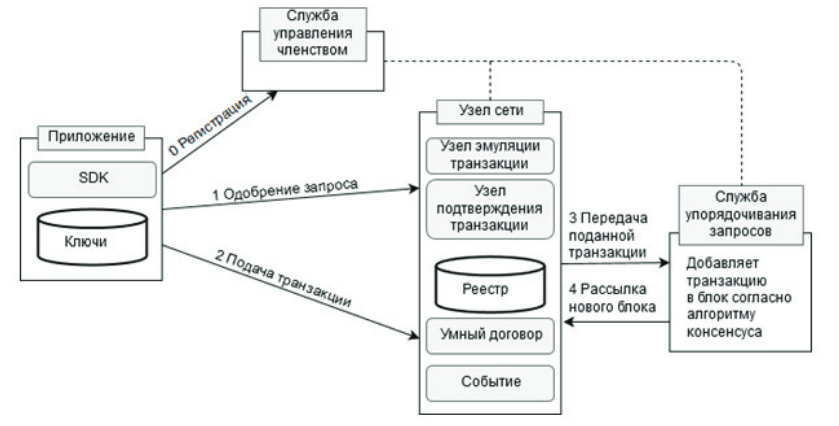 Служба
управления
членством
0 Регистрация
Приложение
SDK
Ключи
1 Одобрение запроса
2 Подача транзакции
Узел сети
Узел эмуляции
транзакции
Узел
подтверждения
транзакции
Реестр
Умный договор
Событие
3 Передача
поданной
транзакции
4 Рассылка
нового блока
Служба
упорядочивания
запросов
Добавляет
транзакцию
в блок согласно
алгоритму
консенсуса